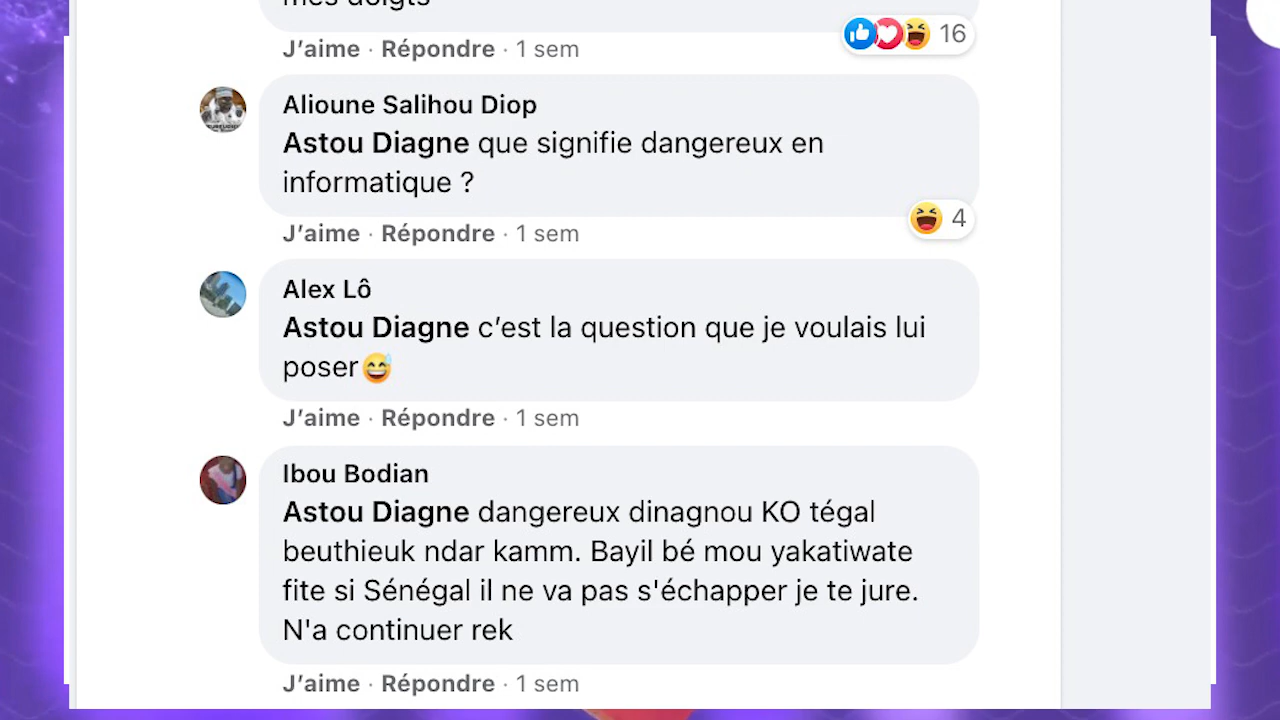 J'aime · Répondre · 1 sem
16
Alioune Salihou Diop
Astou Diagne que signifie dangereux en
informatique ?
4
J'aime · Répondre · 1 sem
Alex Lô
Astou Diagne c’est la question que je voulais lui
poser😅
J'aime · Répondre · 1 sem
Ibou Bodian
Astou Diagne dangereux dinagnou KO tégal
beuthieuk ndar kamm. Bayil bé mou yakatiwate
fite si Sénégal il ne va pas s'échapper je te jure.
N'a continuer rek
J'aime · Répondre · 1 sem